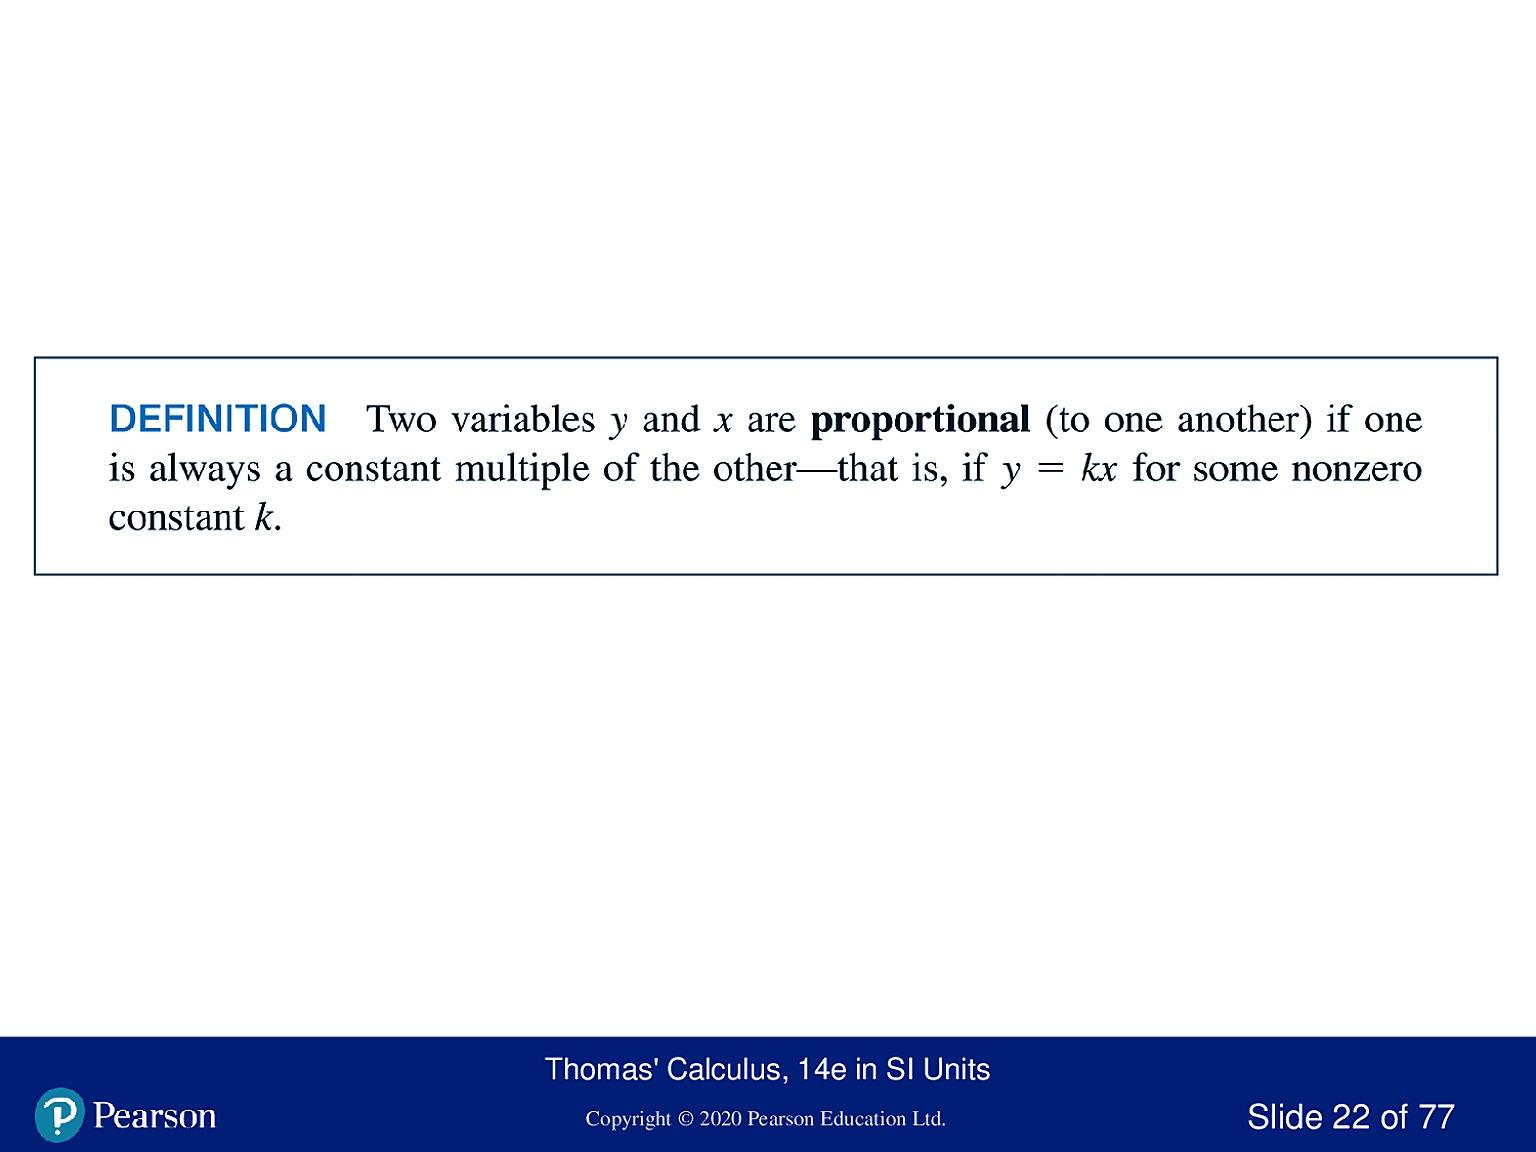 DEFINITION Two variables y and x are proportional (to one another) if one
is always a constant multiple of the other—that is, if y = kx for some nonzero
constant k.
Thomas' Calculus, 14e in SI Units
Pearson
Copyright © 2020 Pearson Education Ltd.
Slide 22 of 77